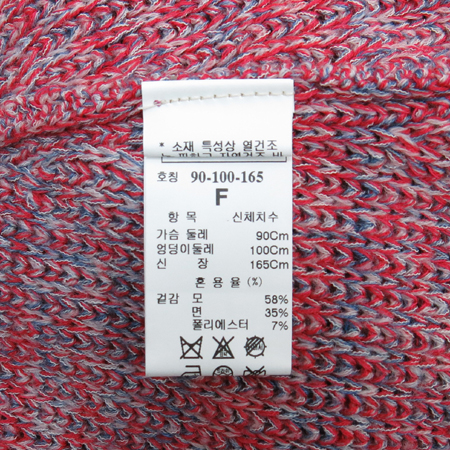 * 소재 특성상 열건조
호칭 90-100-165
F
항 목 신체치수
가슴 둘레 90Cm
엉덩이둘레 100Cm
신 장 165Cm
혼 용 율 (%)
겉감 모 58%
면 35%
폴리에스터 7%